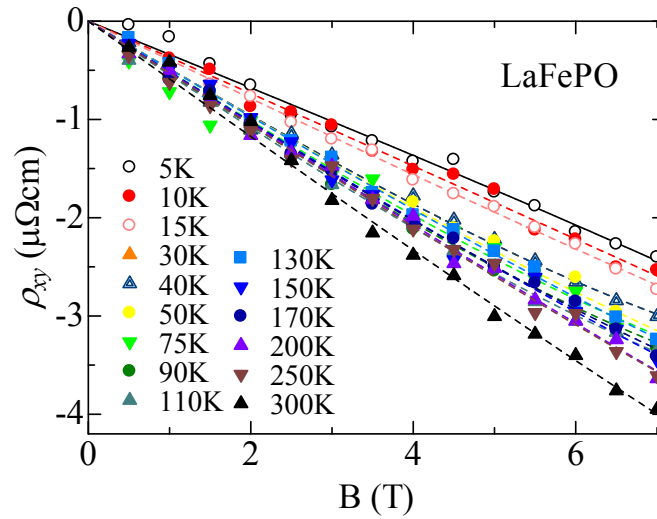 0
-1
-2
-3
-4
ρxy (μΩcm)
LaFePO
5K
10K
15K
30K
40K
50K
75K
90K
110K
130K
150K
170K
200K
250K
300K
0 2 4 6
B (T)